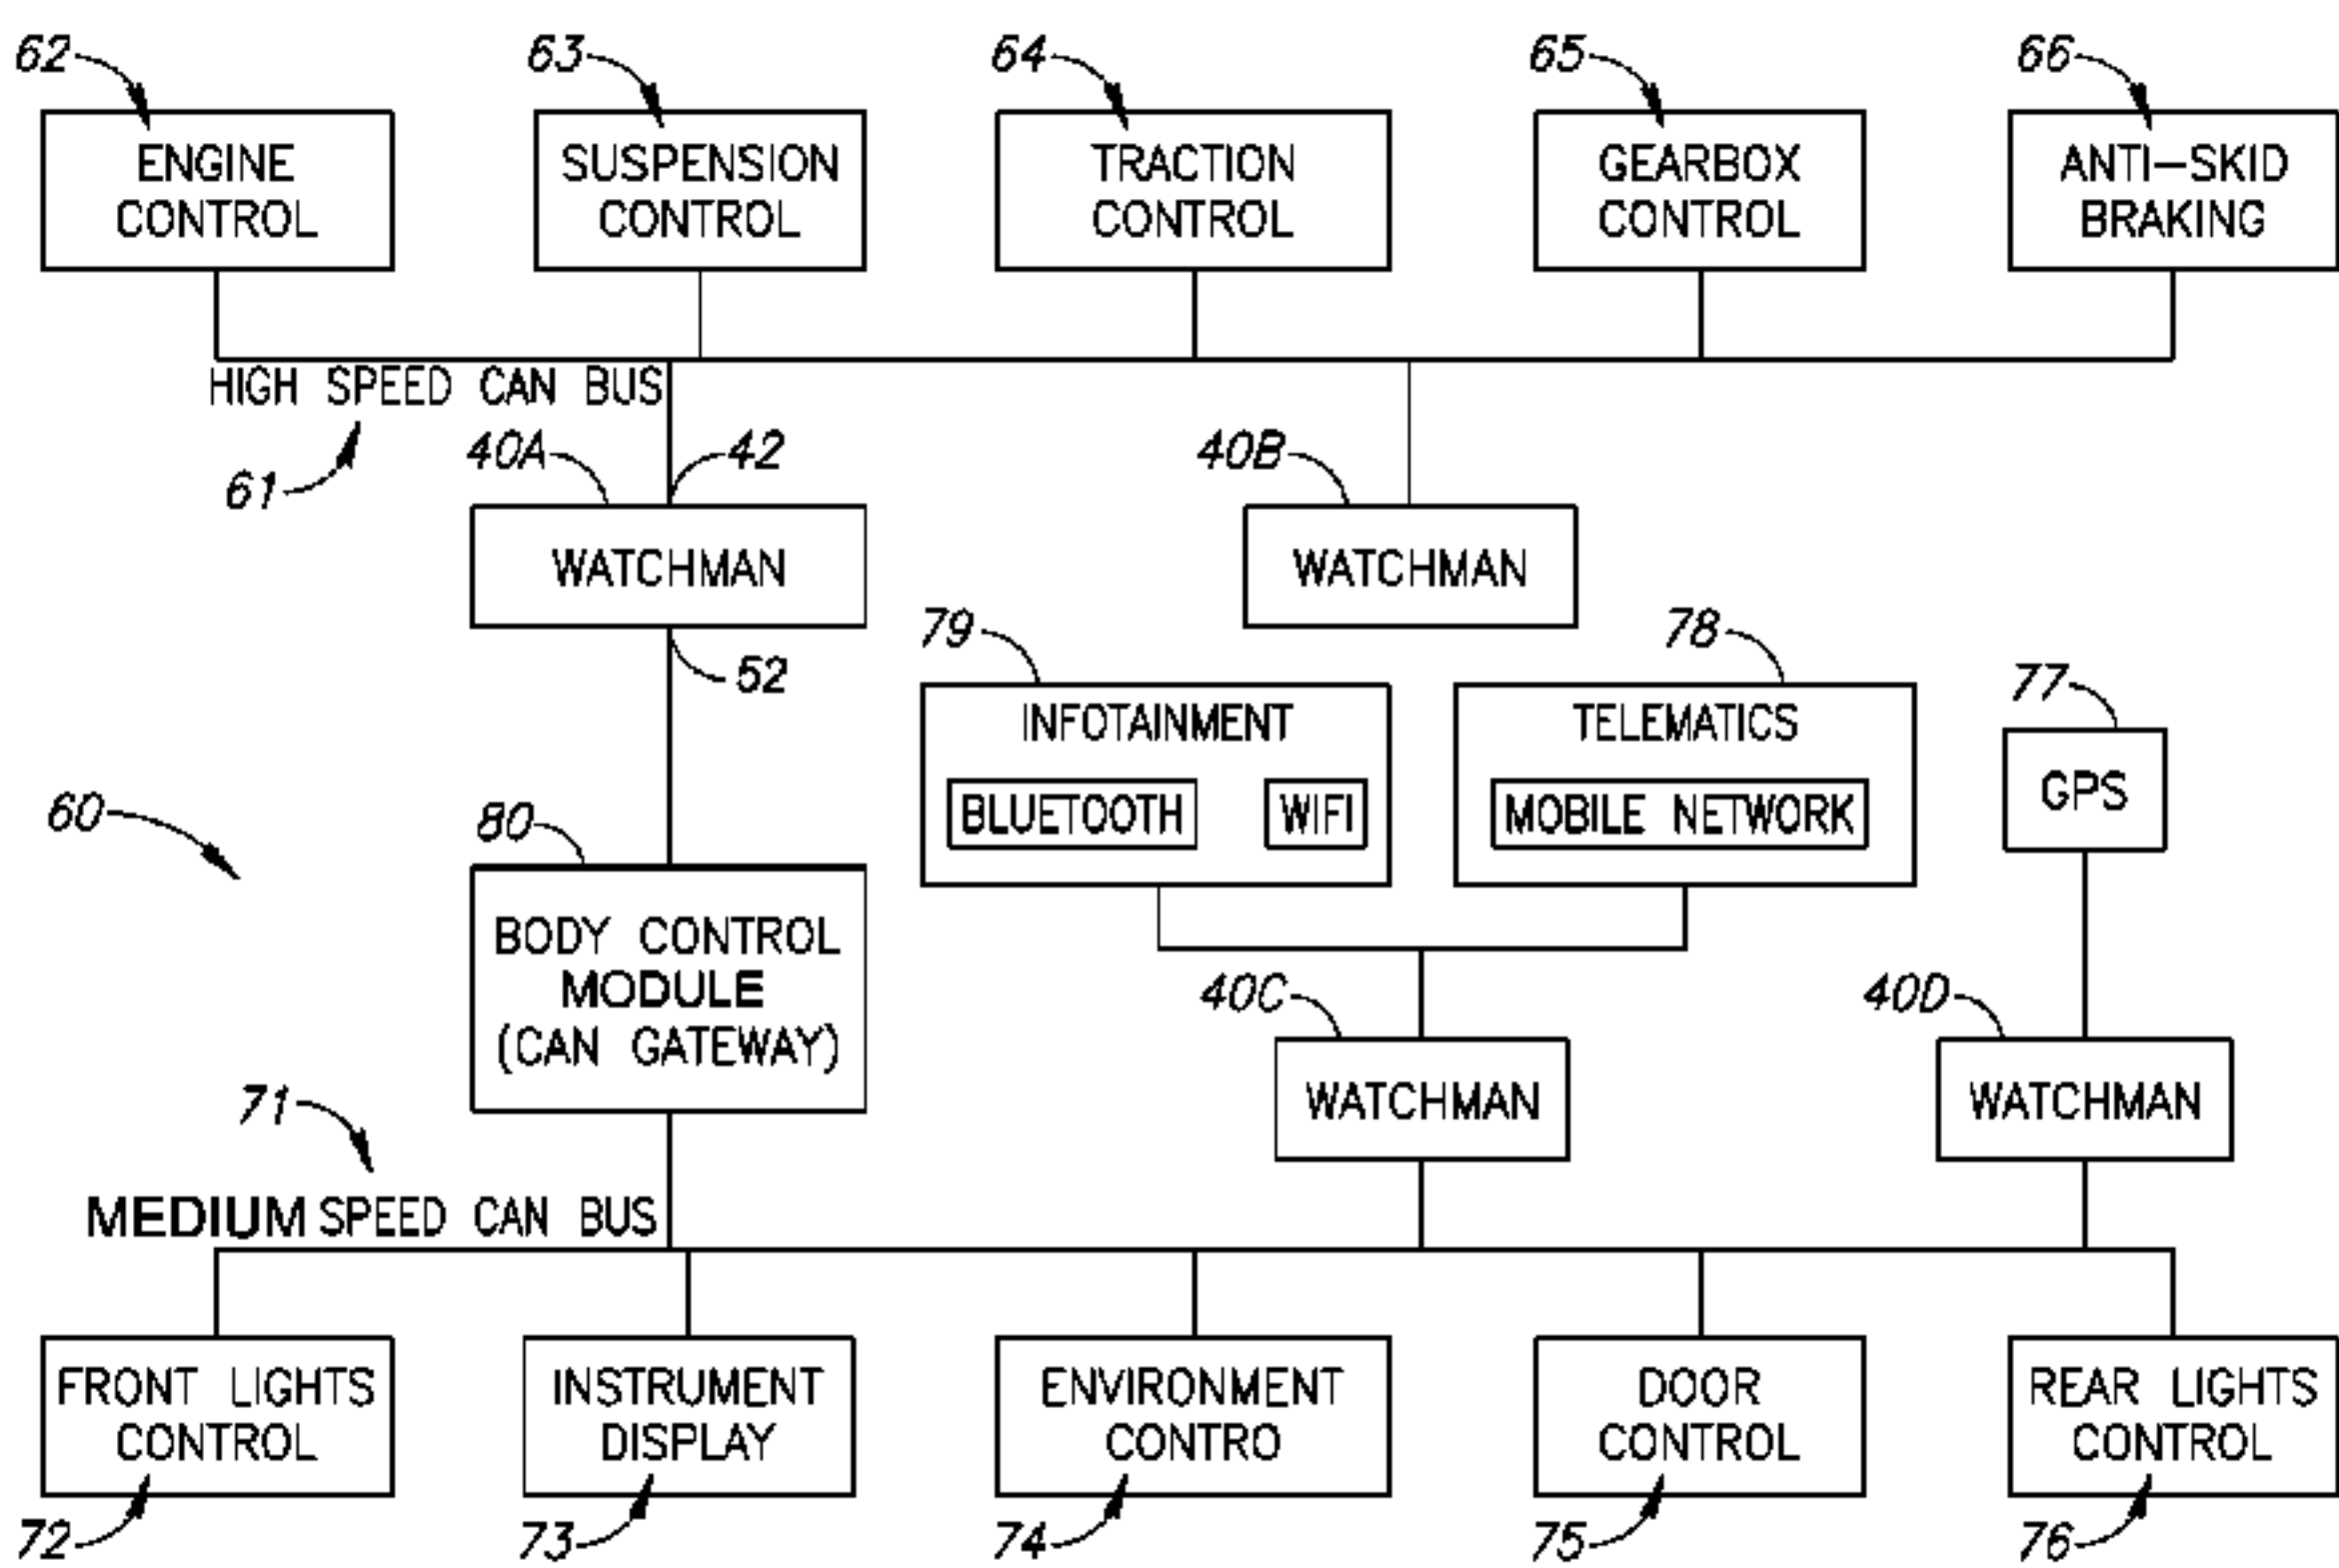 62
63
64
65
66
ENGINE
CONTROL
SUSPENSION
CONTROL
TRACTION
CONTROL
GEARBOX
CONTROL
ANTI-SKID
BRAKING
HIGH SPEED CAN BUS
61
40A
42
40B
WATCHMAN
WATCHMAN
52
79
78
77
INFOTAINMENT
BLUETOOTH
WIFI
TELEMATICS
MOBILE NETWORK
GPS
60
80
BODY CONTROL
MODULE
(CAN GATEWAY)
40C
40D
WATCHMAN
WATCHMAN
71
MEDIUM SPEED CAN BUS
FRONT LIGHTS
CONTROL
INSTRUMENT
DISPLAY
ENVIRONMENT
CONTRO
DOOR
CONTROL
REAR LIGHTS
CONTROL
72
73
74
75
76